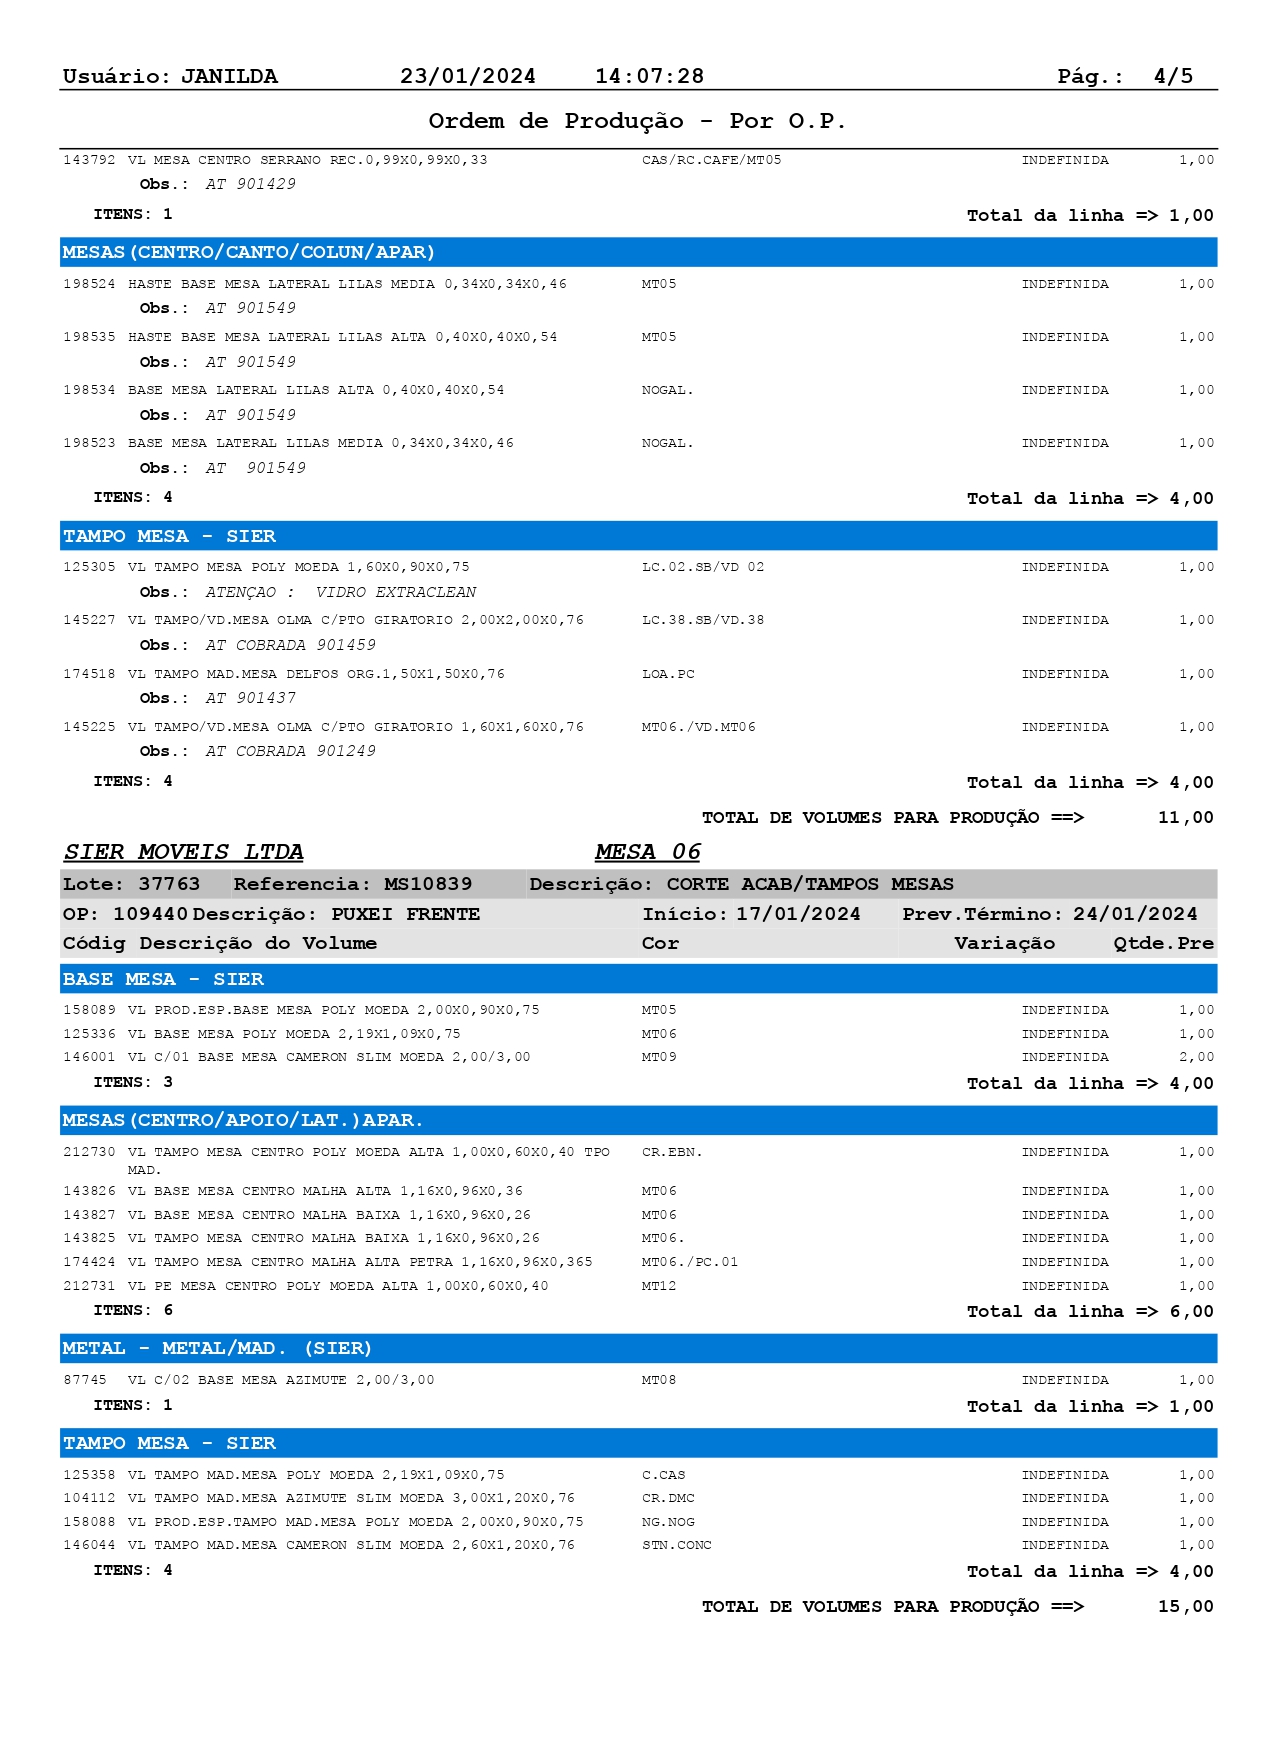 Usuário: JANILDA 23/01/2024 14:07:28 Pág.: 4/5
Ordem de Produção - Por O.P.
143792 VL MESA CENTRO SERRANO REC.0,99X0,99X0,33 CAS/RC.CAFE/MT05 INDEFINIDA 1,00
Obs.: AT 901429
ITENS: 1 Total da linha => 1,00
MESAS(CENTRO/CANTO/COLUN/APAR)
198524 HASTE BASE MESA LATERAL LILAS MEDIA 0,34X0,34X0,46 MT05 INDEFINIDA 1,00
Obs.: AT 901549
198535 HASTE BASE MESA LATERAL LILAS ALTA 0,40X0,40X0,54 MT05 INDEFINIDA 1,00
Obs.: AT 901549
198534 BASE MESA LATERAL LILAS ALTA 0,40X0,40X0,54 NOGAL. INDEFINIDA 1,00
Obs.: AT 901549
198523 BASE MESA LATERAL LILAS MEDIA 0,34X0,34X0,46 NOGAL. INDEFINIDA 1,00
Obs.: AT 901549
ITENS: 4 Total da linha => 4,00
TAMPO MESA - SIER
125305 VL TAMPO MESA POLY MOEDA 1,60X0,90X0,75 LC.02.SB/VD 02 INDEFINIDA 1,00
Obs.: ATENÇAO : VIDRO EXTRACLEAN
145227 VL TAMPO/VD.MESA OLMA C/PTO GIRATORIO 2,00X2,00X0,76 LC.38.SB/VD.38 INDEFINIDA 1,00
Obs.: AT COBRADA 901459
174518 VL TAMPO MAD.MESA DELFOS ORG.1,50X1,50X0,76 LOA.PC INDEFINIDA 1,00
Obs.: AT 901437
145225 VL TAMPO/VD.MESA OLMA C/PTO GIRATORIO 1,60X1,60X0,76 MT06./VD.MT06 INDEFINIDA 1,00
Obs.: AT COBRADA 901249
ITENS: 4 Total da linha => 4,00
TOTAL DE VOLUMES PARA PRODUÇÃO ==> 11,00
SIER MOVEIS LTDA MESA 06
Lote: 37763 Referencia: MS10839 Descrição: CORTE ACAB/TAMPOS MESAS
OP: 109440 Descrição: PUXEI FRENTE Início: 17/01/2024 Prev.Término: 24/01/2024
Códig Descrição do Volume Cor Variação Qtde.Pre
BASE MESA - SIER
158089 VL PROD.ESP.BASE MESA POLY MOEDA 2,00X0,90X0,75 MT05 INDEFINIDA 1,00
125336 VL BASE MESA POLY MOEDA 2,19X1,09X0,75 MT06 INDEFINIDA 1,00
146001 VL C/01 BASE MESA CAMERON SLIM MOEDA 2,00/3,00 MT09 INDEFINIDA 2,00
ITENS: 3 Total da linha => 4,00
MESAS(CENTRO/APOIO/LAT.)APAR.
212730 VL TAMPO MESA CENTRO POLY MOEDA ALTA 1,00X0,60X0,40 TPO CR.EBN. INDEFINIDA 1,00
MAD.
143826 VL BASE MESA CENTRO MALHA ALTA 1,16X0,96X0,36 MT06 INDEFINIDA 1,00
143827 VL BASE MESA CENTRO MALHA BAIXA 1,16X0,96X0,26 MT06 INDEFINIDA 1,00
143825 VL TAMPO MESA CENTRO MALHA BAIXA 1,16X0,96X0,26 MT06. INDEFINIDA 1,00
174424 VL TAMPO MESA CENTRO MALHA ALTA PETRA 1,16X0,96X0,365 MT06./PC.01 INDEFINIDA 1,00
212731 VL PE MESA CENTRO POLY MOEDA ALTA 1,00X0,60X0,40 MT12 INDEFINIDA 1,00
ITENS: 6 Total da linha => 6,00
METAL - METAL/MAD. (SIER)
87745 VL C/02 BASE MESA AZIMUTE 2,00/3,00 MT08 INDEFINIDA 1,00
ITENS: 1 Total da linha => 1,00
TAMPO MESA - SIER
125358 VL TAMPO MAD.MESA POLY MOEDA 2,19X1,09X0,75 C.CAS INDEFINIDA 1,00
104112 VL TAMPO MAD.MESA AZIMUTE SLIM MOEDA 3,00X1,20X0,76 CR.DMC INDEFINIDA 1,00
158088 VL PROD.ESP.TAMPO MAD.MESA POLY MOEDA 2,00X0,90X0,75 NG.NOG INDEFINIDA 1,00
146044 VL TAMPO MAD.MESA CAMERON SLIM MOEDA 2,60X1,20X0,76 STN.CONC INDEFINIDA 1,00
ITENS: 4 Total da linha => 4,00
TOTAL DE VOLUMES PARA PRODUÇÃO ==> 15,00